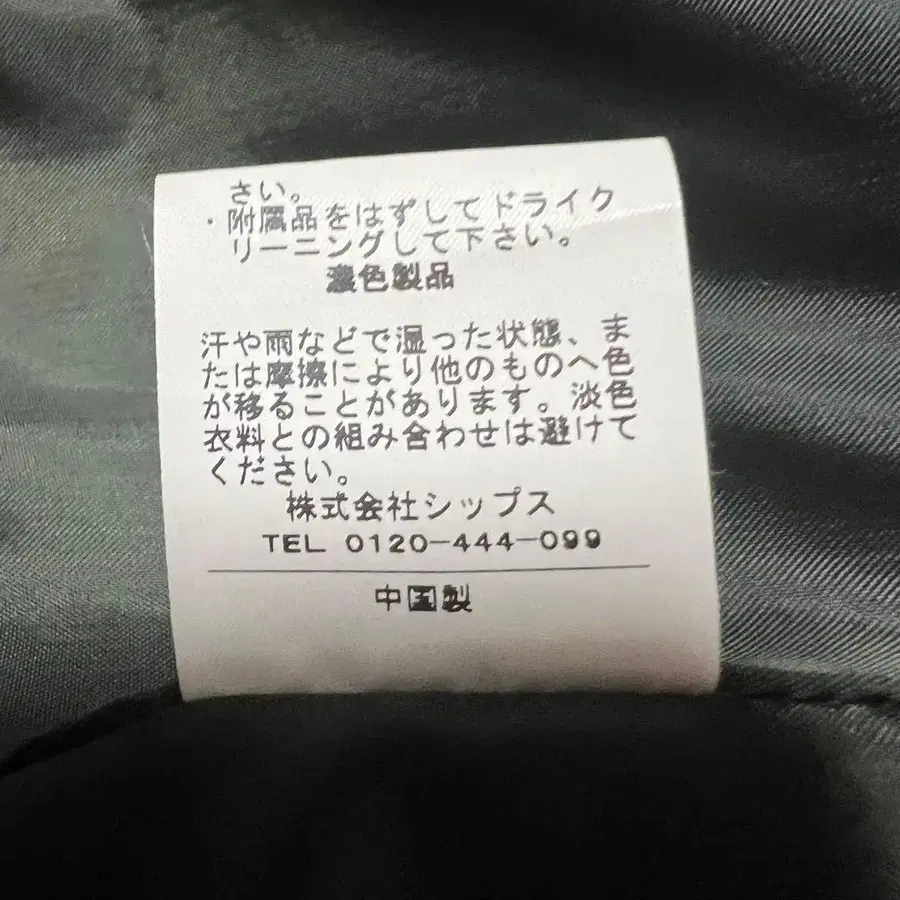 さい。
・附属品をはずしてドライク
リーニングして下さい。
濃色製品
汗や雨などで湿った状態、ま
たは摩擦により他のものへ色
が移ることがあります。淡色
衣料との組み合わせは避けて
ください。
株式会社シップス
TEL 0120-444-099
中国製